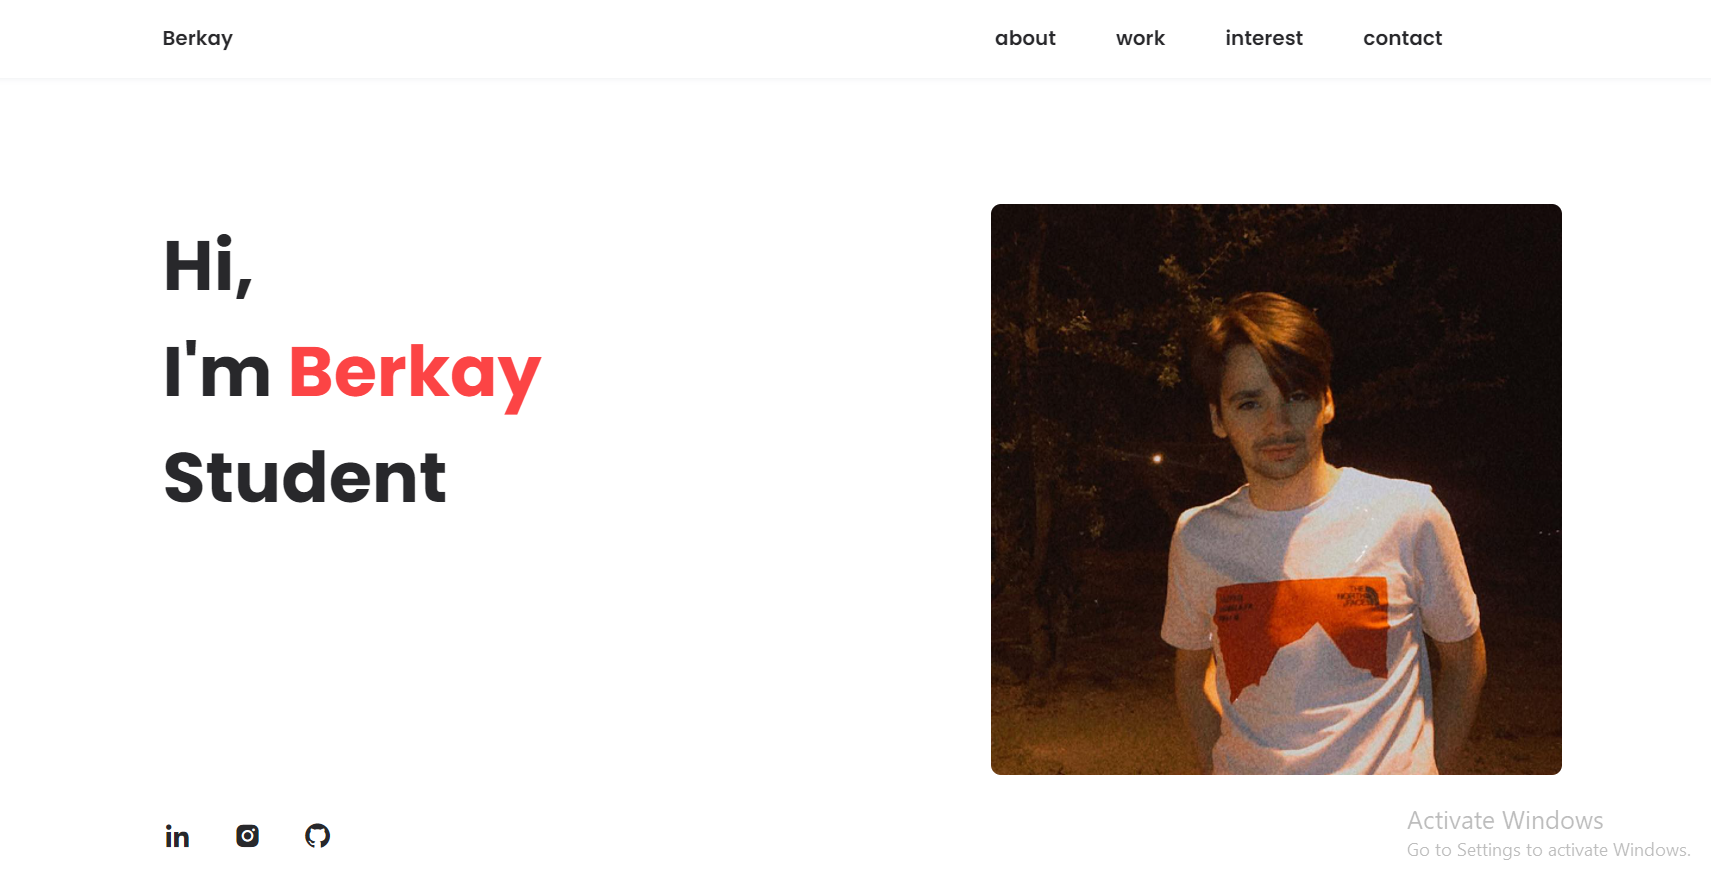 Berkay
about work interest contact
Hi,
I'm Berkay
Student
THE
NORTH
FACE
in
Activate Windows
Go to Settings to activate Windows.